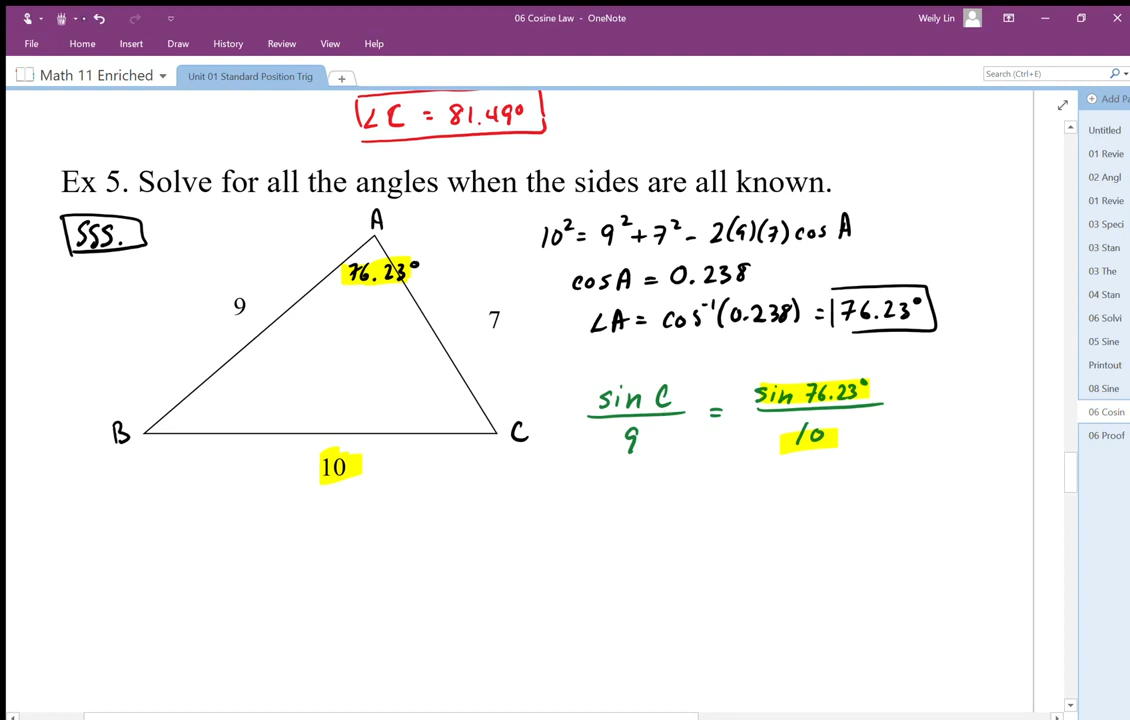 06 Cosine Law - OneNote
Weily Lin
File Home Insert Draw History Review View Help
Math 11 Enriched
Unit 01 Standard Position Trig
Search (Ctrl+E)
Add Pa
∠C = 81.49°
Ex 5. Solve for all the angles when the sides are all known.
SSS.
A
76.23°
9
7
B
C
10
10² = 9² + 7² - 2(9)(7) cos A
cos A = 0.238
∠A = cos⁻¹(0.238) = 76.23°
sin C / 9 = sin 76.23° / 10
Untitled
01 Revie
02 Angl
01 Revie
03 Speci
03 Stan
03 The
04 Stan
06 Solvi
05 Sine
Printout
08 Sine
06 Cosin
06 Proof